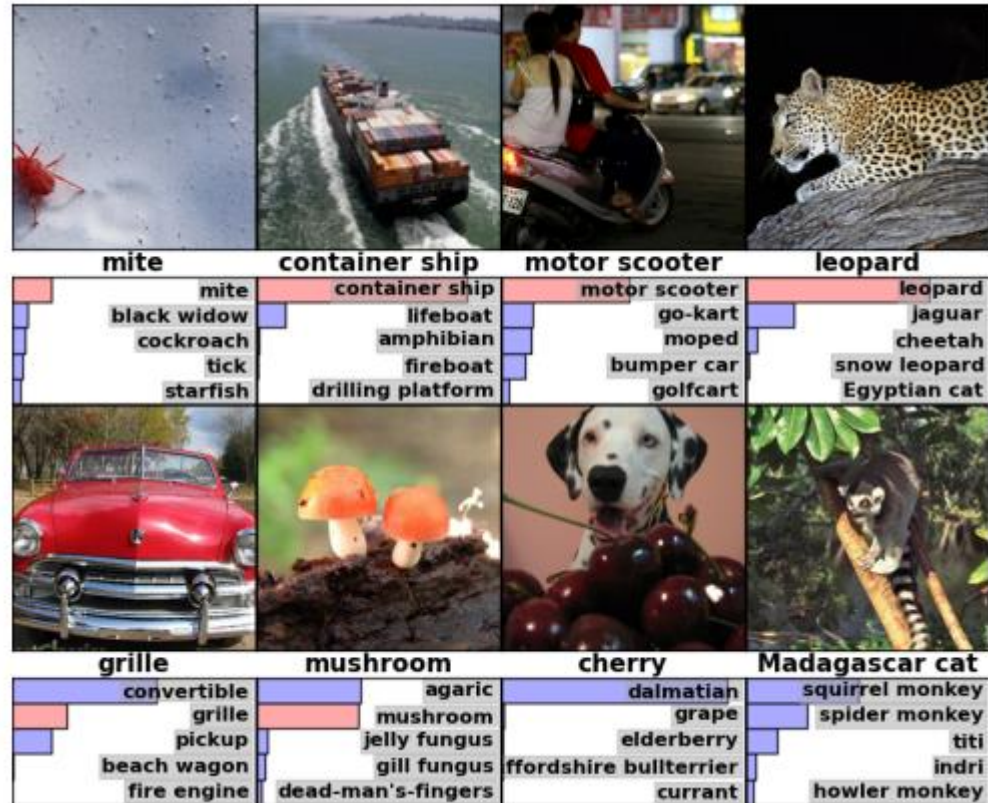 mite
container ship
motor scooter
leopard
mite
black widow
cockroach
tick
starfish
container ship
lifeboat
amphibian
fireboat
drilling platform
motor scooter
go-kart
moped
bumper car
golfcart
leopard
jaguar
cheetah
snow leopard
Egyptian cat
grille
mushroom
cherry
Madagascar cat
convertible
grille
pickup
beach wagon
fire engine
agaric
mushroom
jelly fungus
gill fungus
dead-man's-fingers
dalmatian
grape
elderberry
ffordshire bullterrier
currant
squirrel monkey
spider monkey
titi
indri
howler monkey